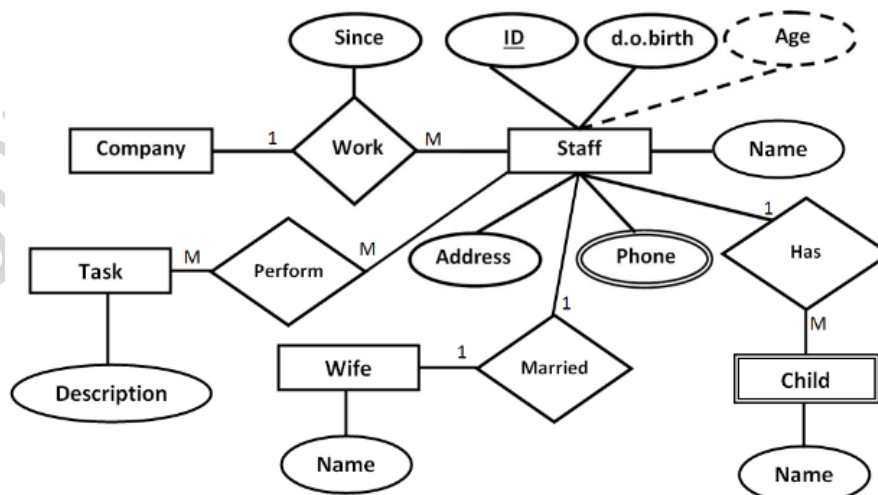 Since
ID
d.o.birth
Age
Company
1
Work
M
Staff
Name
Task
M
Perform
M
Address
Phone
1
Has
M
Description
Wife
1
Married
1
Child
Name
Name